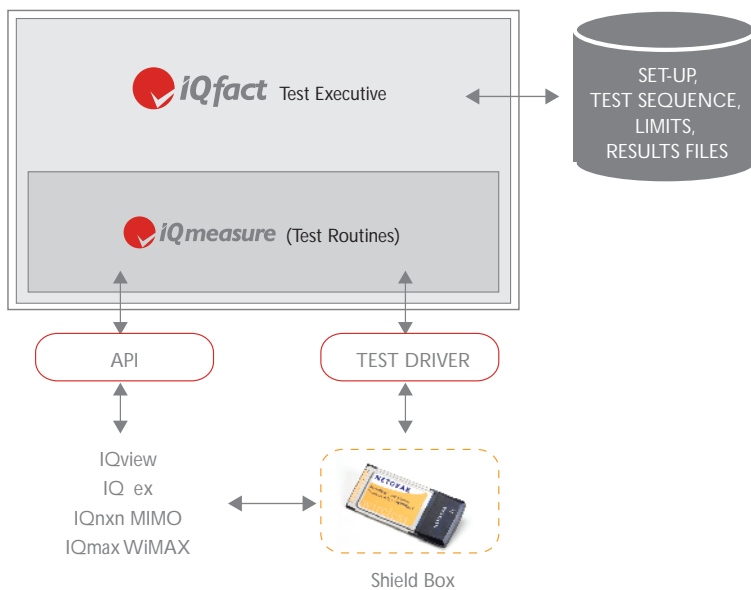 iQfact Test Executive
SET-UP,
TEST SEQUENCE,
LIMITS,
RESULTS FILES
iQmeasure (Test Routines)
API
TEST DRIVER
IQview
IQ ex
IQnxn MIMO
IQmax WiMAX
NETGEAR
Shield Box